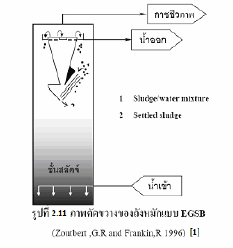 ก๊าซชีวภาพ
น้ำออก
1 Sludge/water mixture
2 Settled sludge
ชั้นสลัดจ์
น้ำเข้า
รูปที่ 2.11 ภาพตัดขวางของถังหมักแบบ EGSB
(Zoutbert ,G.R and Frankin,R 1996) [1]